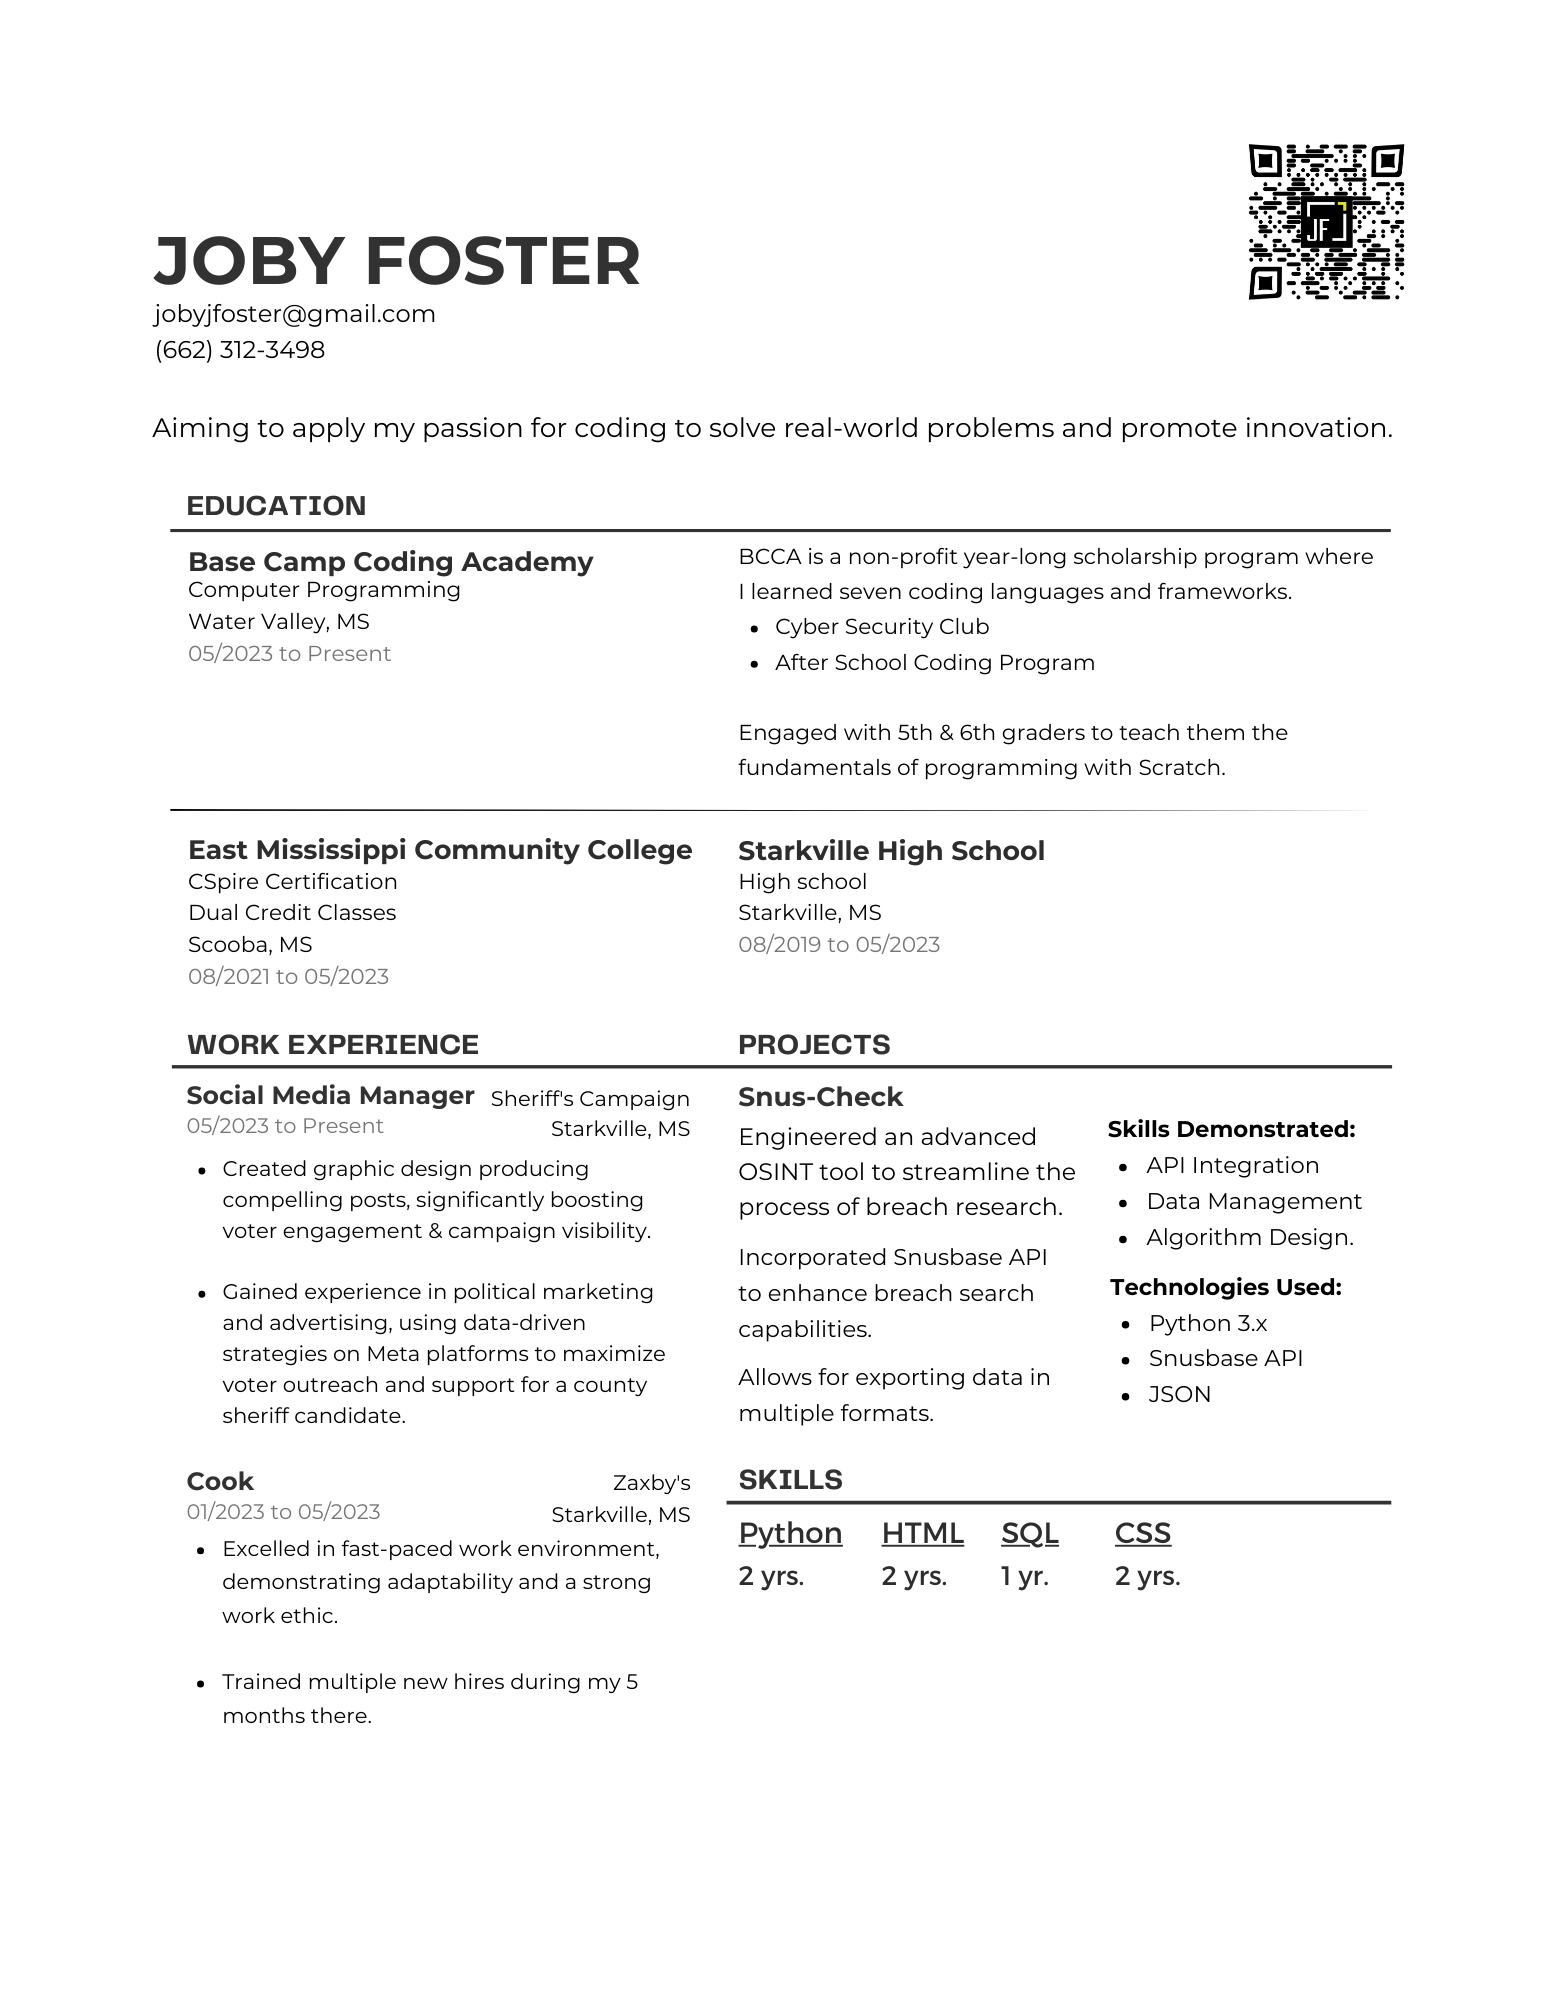 JF
JOBY FOSTER
jobyjfoster@gmail.com
(662) 312-3498
Aiming to apply my passion for coding to solve real-world problems and promote innovation.
EDUCATION
Base Camp Coding Academy
Computer Programming
Water Valley, MS
05/2023 to Present
BCCA is a non-profit year-long scholarship program where
I learned seven coding languages and frameworks.
• Cyber Security Club
• After School Coding Program
Engaged with 5th & 6th graders to teach them the
fundamentals of programming with Scratch.
East Mississippi Community College
CSpire Certification
Dual Credit Classes
Scooba, MS
08/2021 to 05/2023
Starkville High School
High school
Starkville, MS
08/2019 to 05/2023
WORK EXPERIENCE
Social Media Manager Sheriff's Campaign
05/2023 to Present Starkville, MS
• Created graphic design producing
compelling posts, significantly boosting
voter engagement & campaign visibility.
• Gained experience in political marketing
and advertising, using data-driven
strategies on Meta platforms to maximize
voter outreach and support for a county
sheriff candidate.
Cook Zaxby's
01/2023 to 05/2023 Starkville, MS
• Excelled in fast-paced work environment,
demonstrating adaptability and a strong
work ethic.
• Trained multiple new hires during my 5
months there.
PROJECTS
Snus-Check
Engineered an advanced
OSINT tool to streamline the
process of breach research.
Incorporated Snusbase API
to enhance breach search
capabilities.
Allows for exporting data in
multiple formats.
Skills Demonstrated:
• API Integration
• Data Management
• Algorithm Design.
Technologies Used:
• Python 3.x
• Snusbase API
• JSON
SKILLS
Python HTML SQL CSS
2 yrs. 2 yrs. 1 yr. 2 yrs.